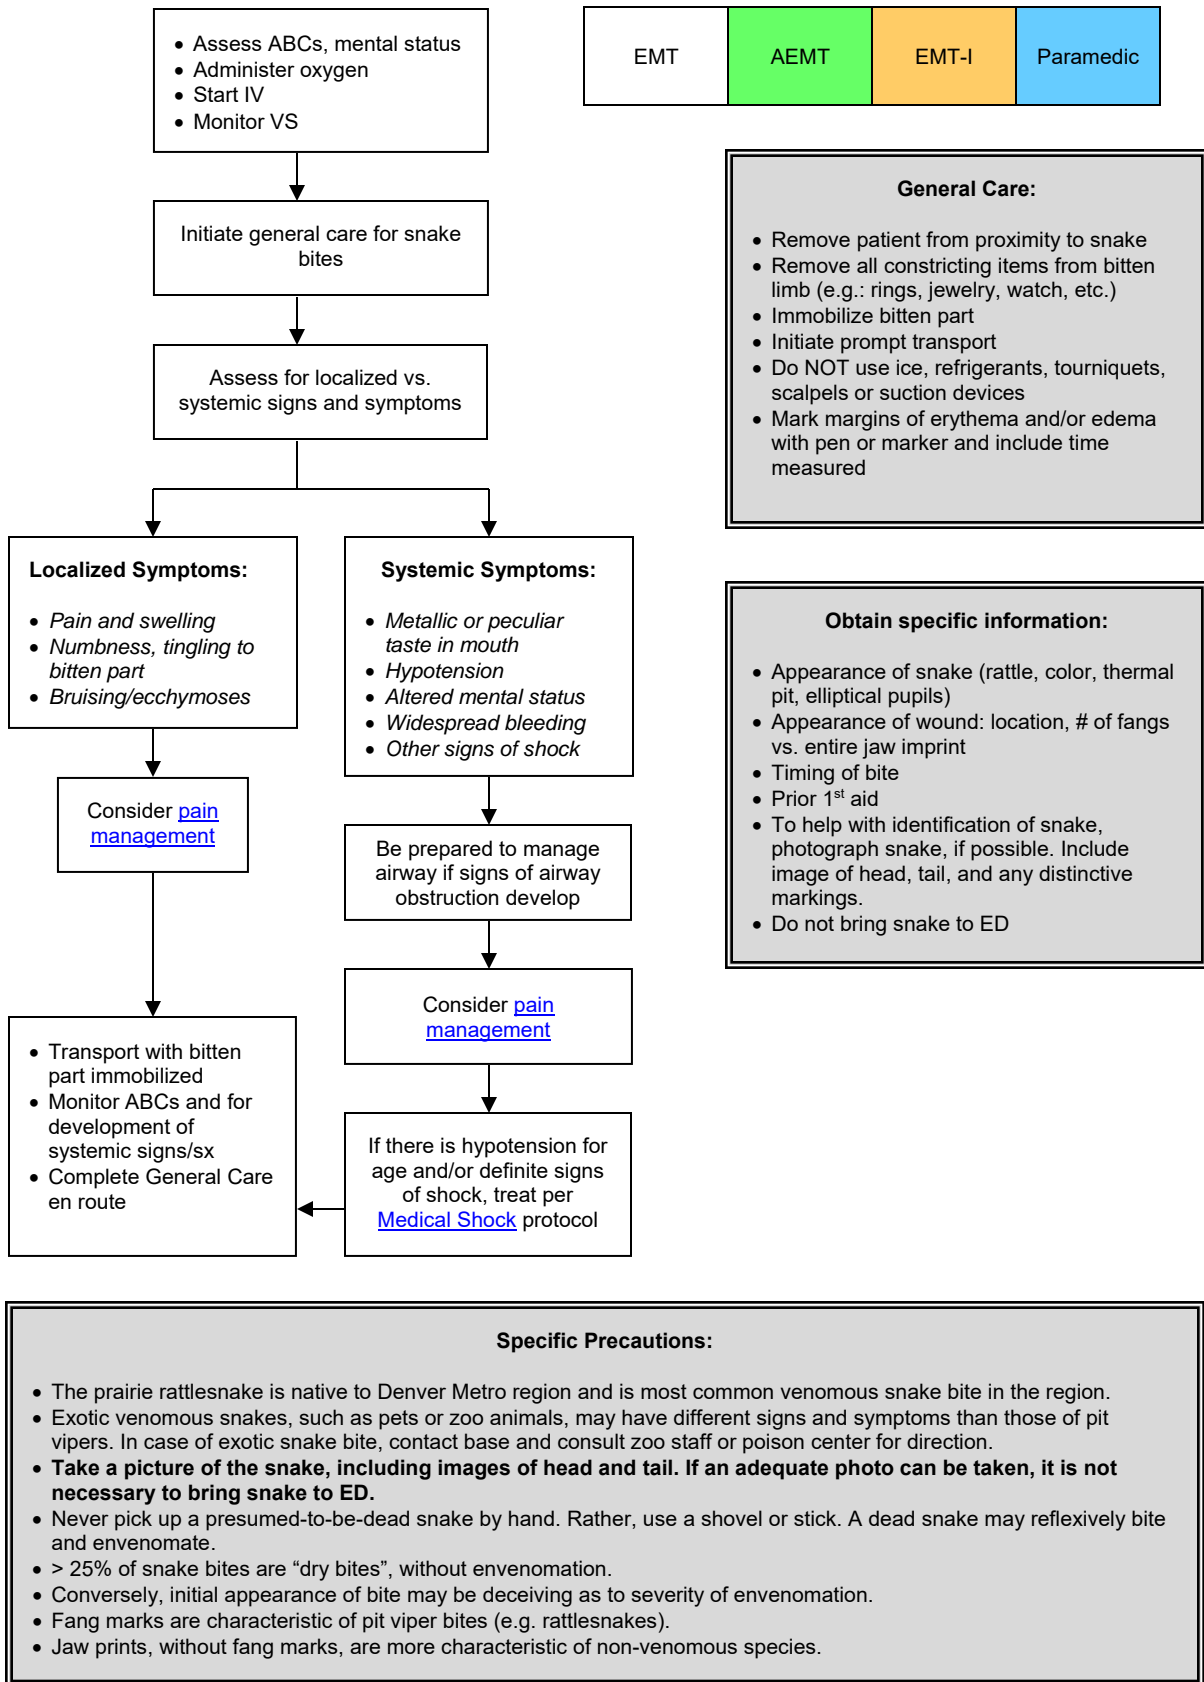 • Assess ABCs, mental status
• Administer oxygen
• Start IV
• Monitor VS
EMT
AEMT
EMT-I
Paramedic
Initiate general care for snake
bites
Assess for localized vs.
systemic signs and symptoms
General Care:
• Remove patient from proximity to snake
• Remove all constricting items from bitten
limb (e.g.: rings, jewelry, watch, etc.)
• Immobilize bitten part
• Initiate prompt transport
• Do NOT use ice, refrigerants, tourniquets,
scalpels or suction devices
• Mark margins of erythema and/or edema
with pen or marker and include time
measured
Localized Symptoms:
• Pain and swelling
• Numbness, tingling to
bitten part
• Bruising/ecchymoses
Systemic Symptoms:
• Metallic or peculiar
taste in mouth
• Hypotension
• Altered mental status
• Widespread bleeding
• Other signs of shock
Obtain specific information:
• Appearance of snake (rattle, color, thermal
pit, elliptical pupils)
• Appearance of wound: location, # of fangs
vs. entire jaw imprint
• Timing of bite
• Prior 1st aid
• To help with identification of snake,
photograph snake, if possible. Include
image of head, tail, and any distinctive
markings.
• Do not bring snake to ED
Consider pain
management
Be prepared to manage
airway if signs of airway
obstruction develop
Consider pain
management
• Transport with bitten
part immobilized
• Monitor ABCs and for
development of
systemic signs/sx
• Complete General Care
en route
If there is hypotension for
age and/or definite signs
of shock, treat per
Medical Shock protocol
Specific Precautions:
• The prairie rattlesnake is native to Denver Metro region and is most common venomous snake bite in the region.
• Exotic venomous snakes, such as pets or zoo animals, may have different signs and symptoms than those of pit
vipers. In case of exotic snake bite, contact base and consult zoo staff or poison center for direction.
• Take a picture of the snake, including images of head and tail. If an adequate photo can be taken, it is not
necessary to bring snake to ED.
• Never pick up a presumed-to-be-dead snake by hand. Rather, use a shovel or stick. A dead snake may reflexively bite
and envenomate.
• > 25% of snake bites are “dry bites”, without envenomation.
• Conversely, initial appearance of bite may be deceiving as to severity of envenomation.
• Fang marks are characteristic of pit viper bites (e.g. rattlesnakes).
• Jaw prints, without fang marks, are more characteristic of non-venomous species.